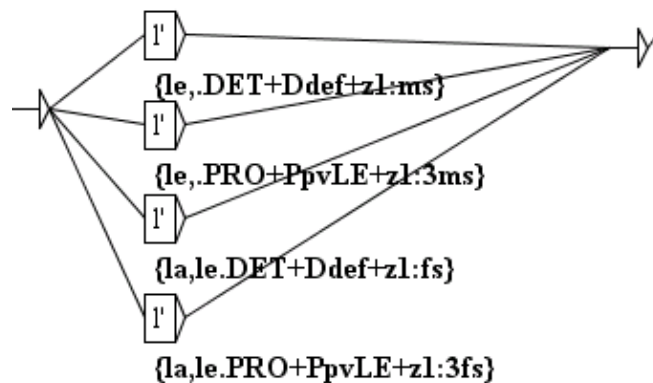 l'
{le,.DET+Ddef+z1:ms}
l'
{le,.PRO+PpvLE+z1:3ms}
l'
{la,le.DET+Ddef+z1:fs}
l'
{la,le.PRO+PpvLE+z1:3fs}